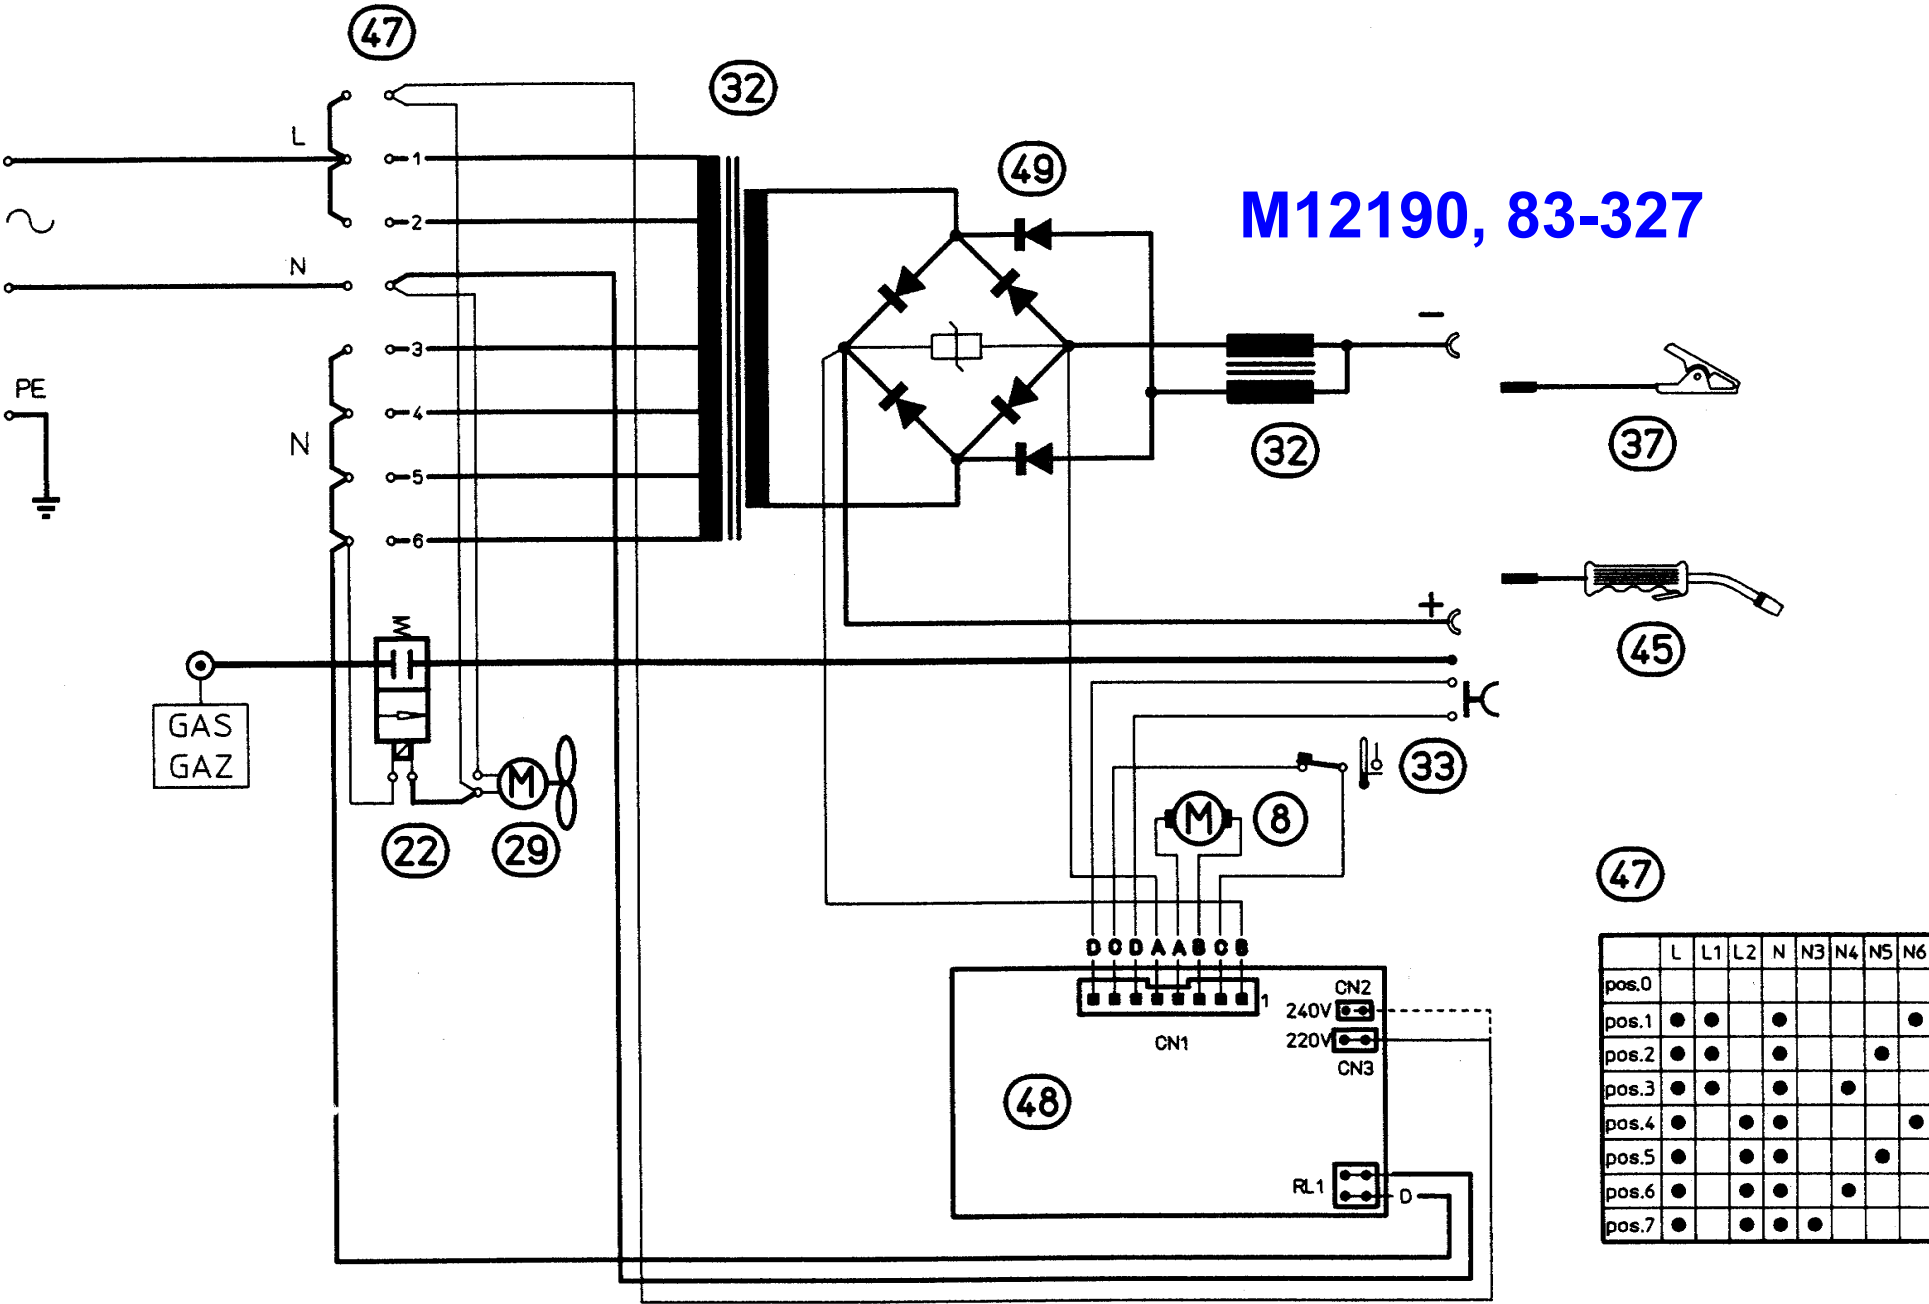 47
32
L
1
49
2
M12190, 83-327
N
3
-
PE
4
N
5
32
37
6
+
45
GAS
GAZ
M
33
M
8
22
29
47
D C D A A B C B
L L1 L2 N N3 N4 N5 N6
pos.0
CN2
1
240V
pos.1
220V
CN1
pos.2
CN3
pos.3
48
pos.4
pos.5
RL1
D
pos.6
pos.7